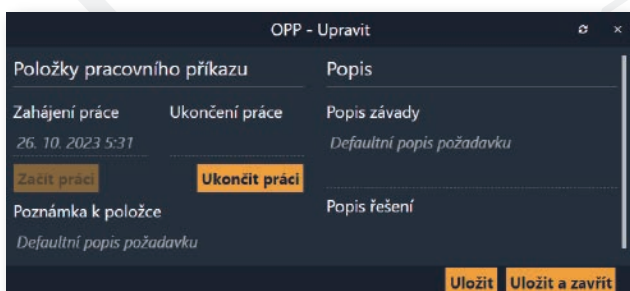 OPP - Upravit
Položky pracovního příkazu
Zahájení práce
Ukončení práce
26. 10. 2023 5:31
Začít práci
Ukončit práci
Poznámka k položce
Defaultní popis požadavku
Popis
Popis závady
Defaultní popis požadavku
Popis řešení
Uložit
Uložit a zavřít